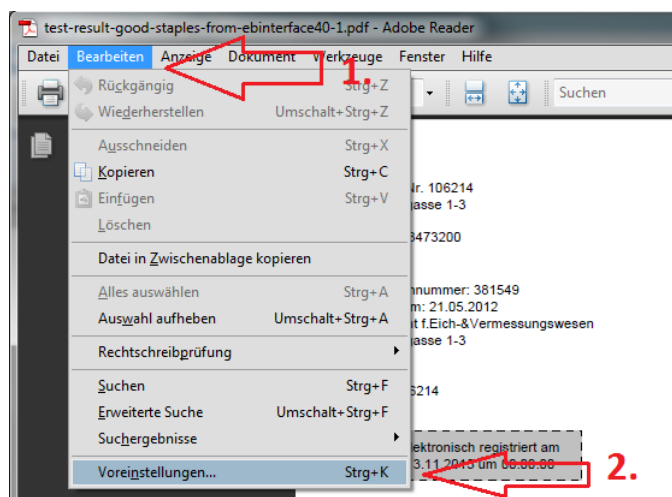 test-result-good-staples-from-ebinterface40-1.pdf - Adobe Reader
Datei Bearbeiten Anzeige Dokument Werkzeuge Fenster Hilfe
1.
Rückgängig Strg+Z
Suchen
Wiederherstellen Umschalt+Strg+Z
Ausschneiden Strg+X
Kopieren Strg+C
Nr. 106214
Einfügen Strg+V
gasse 1-3
Löschen
3473200
Datei in Zwischenablage kopieren
Alles auswählen Strg+A
nnummer: 381549
m: 21.05.2012
Auswahl aufheben Umschalt+Strg+A
t f.Eich-&Vermessungswesen
gasse 1-3
Rechtschreibprüfung
Suchen Strg+F
6214
Erweiterte Suche Umschalt+Strg+F
Suchergebnisse
ektronisch registriert am
3.11.2015 um 00:00:00
Voreinstellungen... Strg+K
2.